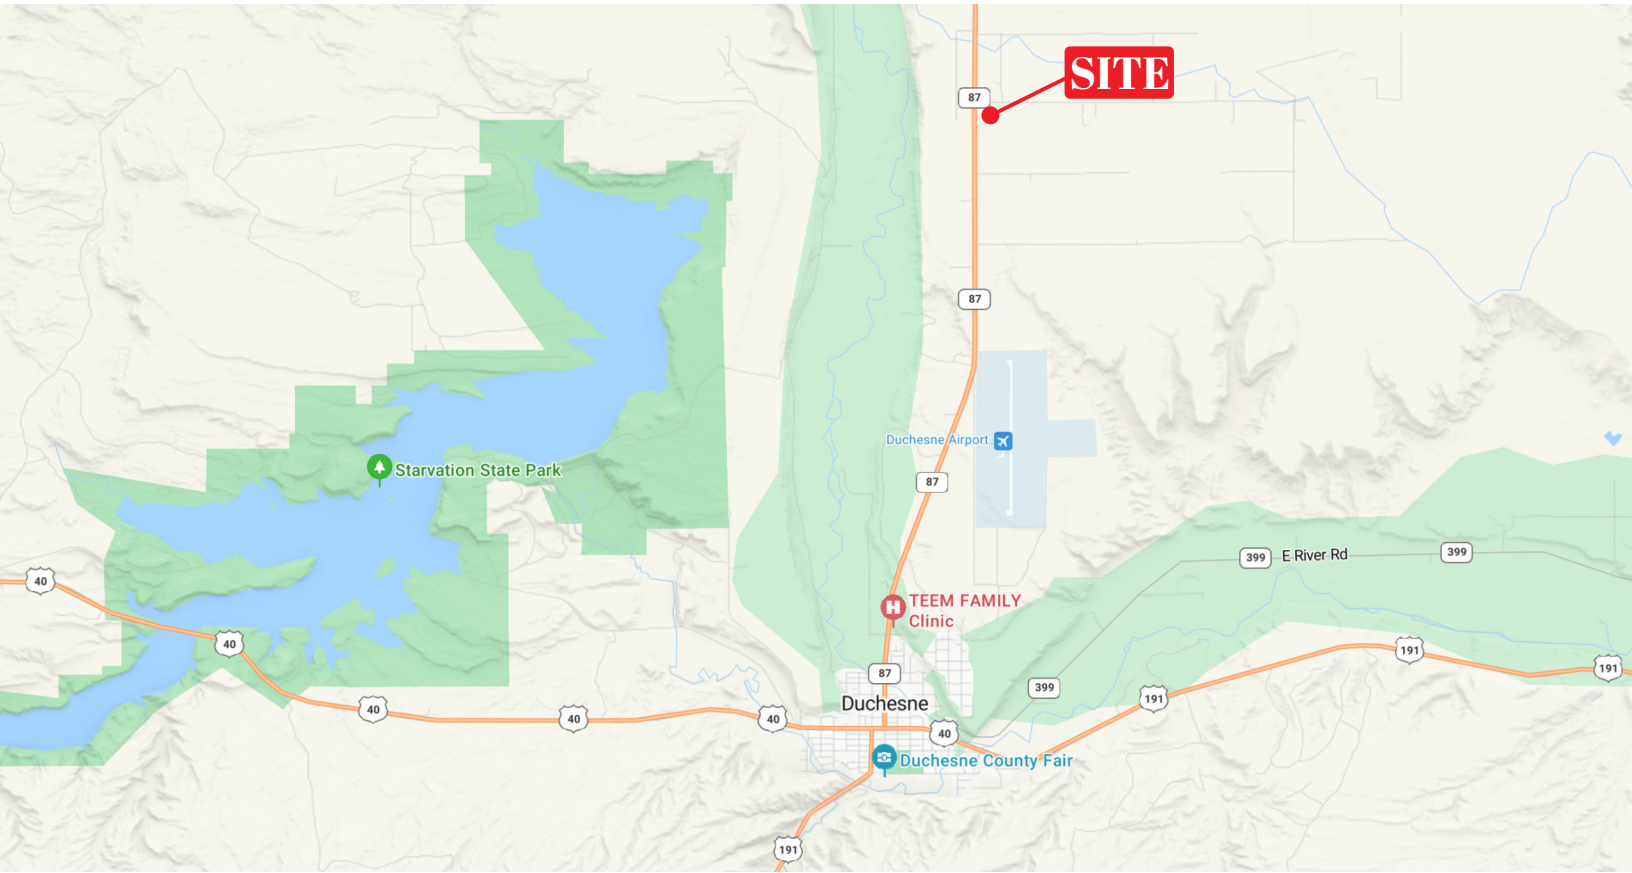 SITE
87
87
Duchesne Airport
Starvation State Park
87
399
E River Rd
399
40
TEEM FAMILY
Clinic
40
191
191
87
399
191
40
Duchesne
40
40
40
Duchesne County Fair
191